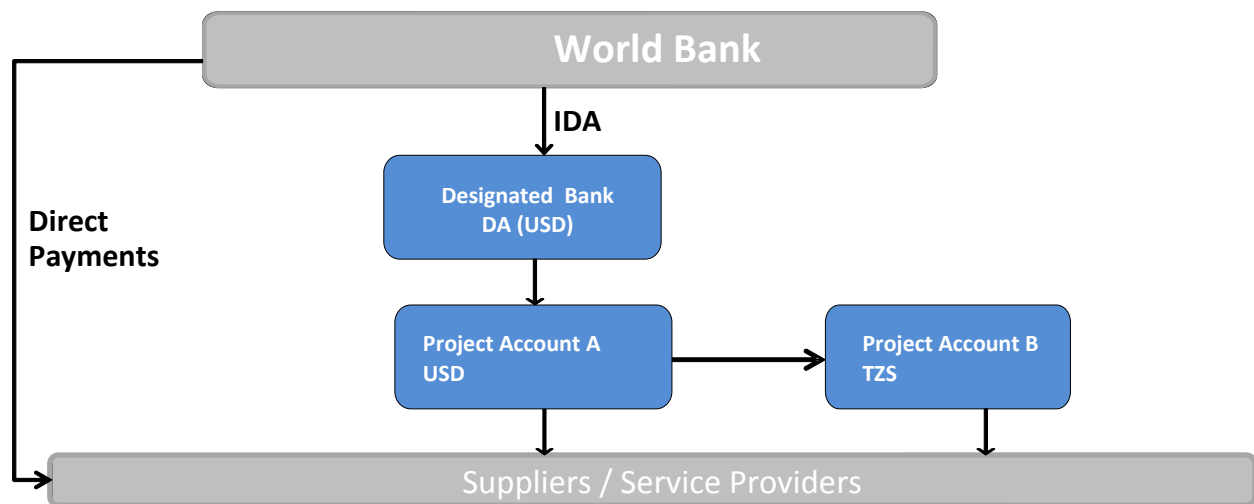 World Bank
IDA
Designated Bank
DA (USD)
Direct
Payments
Project Account A
USD
Project Account B
TZS
Suppliers / Service Providers